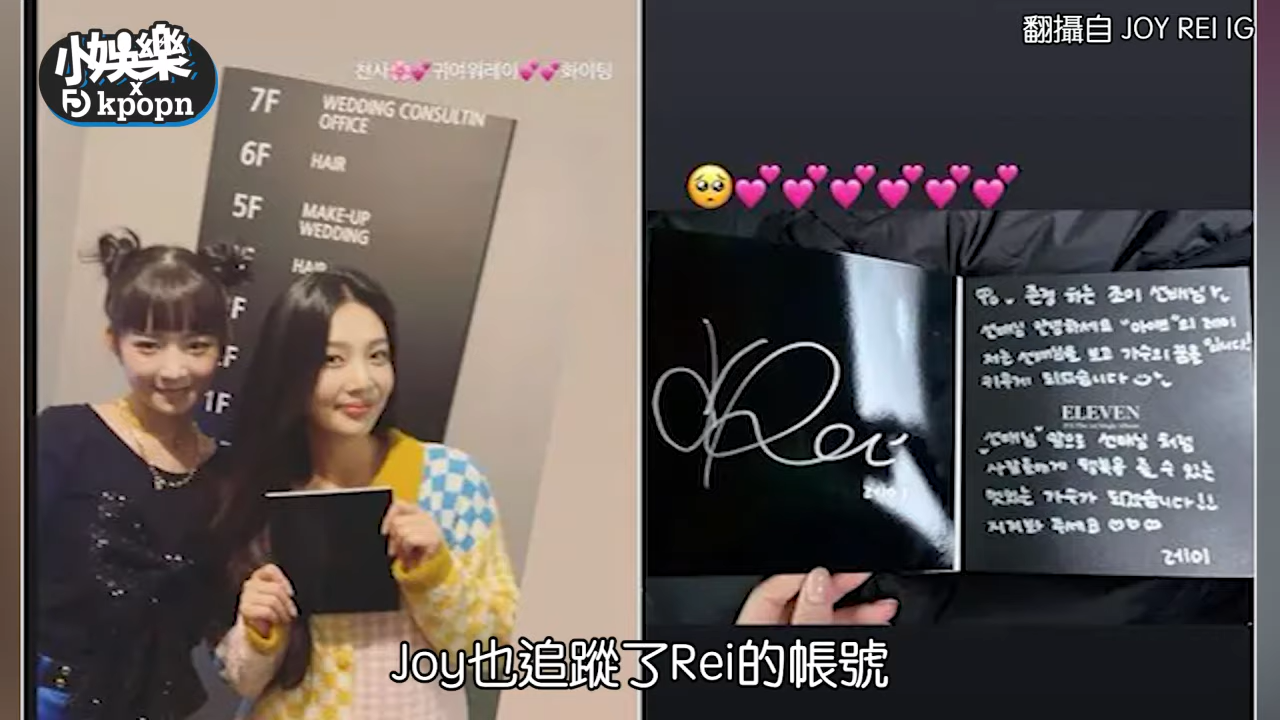 小娛樂
x
kpopn
翻攝自 JOY REI IG
천사🌸💕귀여워레이💕💕화이팅
7F WEDDING CONSULTIN
OFFICE
6F HAIR
5F MAKE-UP
WEDDING
HAIR
1F
🥺💕💕💕💕💕💕
Rei
레이
존경 하는 조이 선배님
선배님 안녕하세요 "아이브"의 레이
저는 선배님을 보고 가수의 꿈을
키우게 되었습니다
ELEVEN
선배님 앞으로 선배님 처럼
사람들에게 행복을 줄 수 있는
멋있는 가수가 되겠습니다!!
지켜봐 주세요 ♡♡♡
레이
Joy也追蹤了Rei的帳號